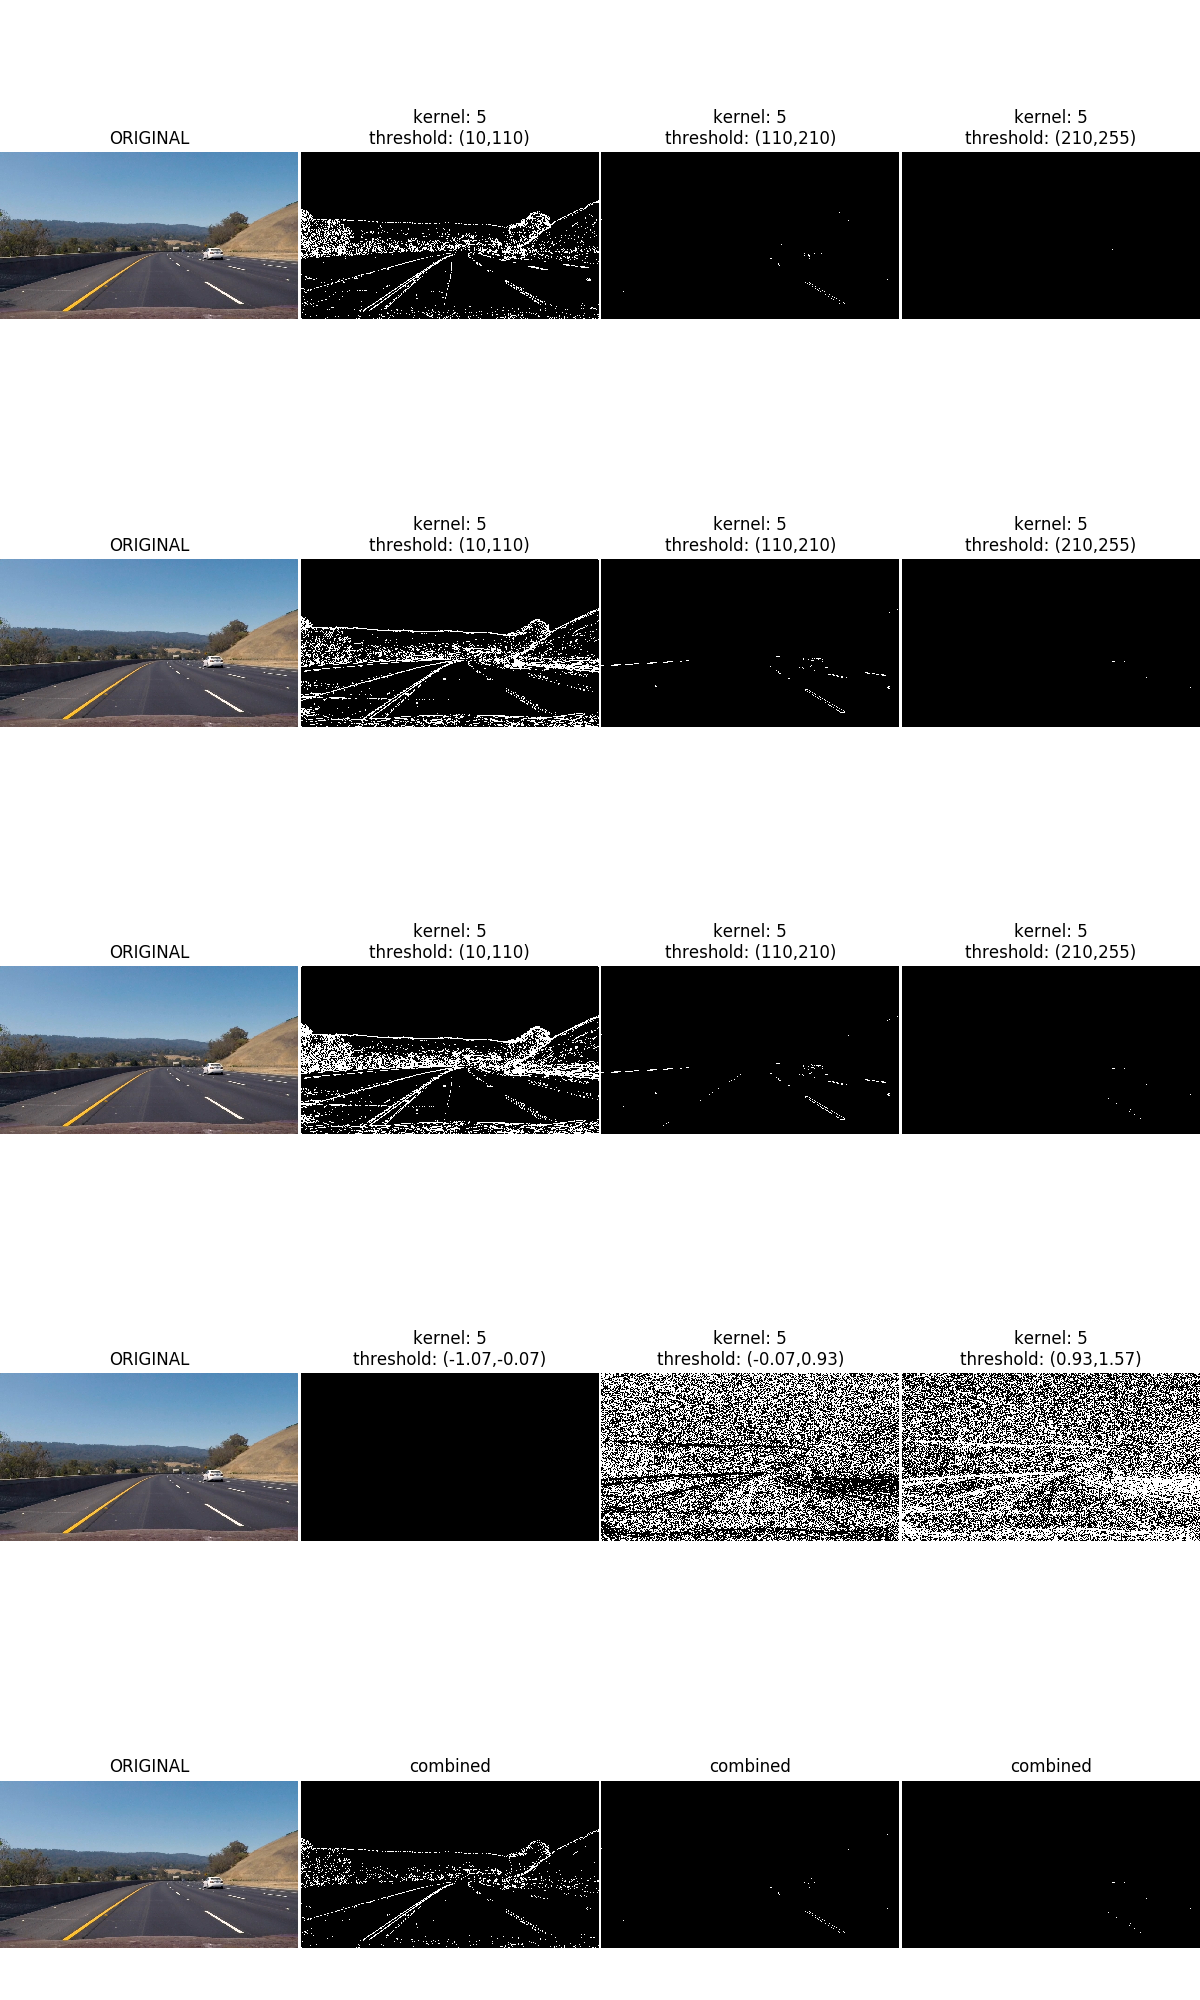 ORIGINAL
kernel: 5
threshold: (10,110)
kernel: 5
threshold: (110,210)
kernel: 5
threshold: (210,255)
ORIGINAL
kernel: 5
threshold: (10,110)
kernel: 5
threshold: (110,210)
kernel: 5
threshold: (210,255)
ORIGINAL
kernel: 5
threshold: (10,110)
kernel: 5
threshold: (110,210)
kernel: 5
threshold: (210,255)
ORIGINAL
kernel: 5
threshold: (-1.07,-0.07)
kernel: 5
threshold: (-0.07,0.93)
kernel: 5
threshold: (0.93,1.57)
ORIGINAL
combined
combined
combined